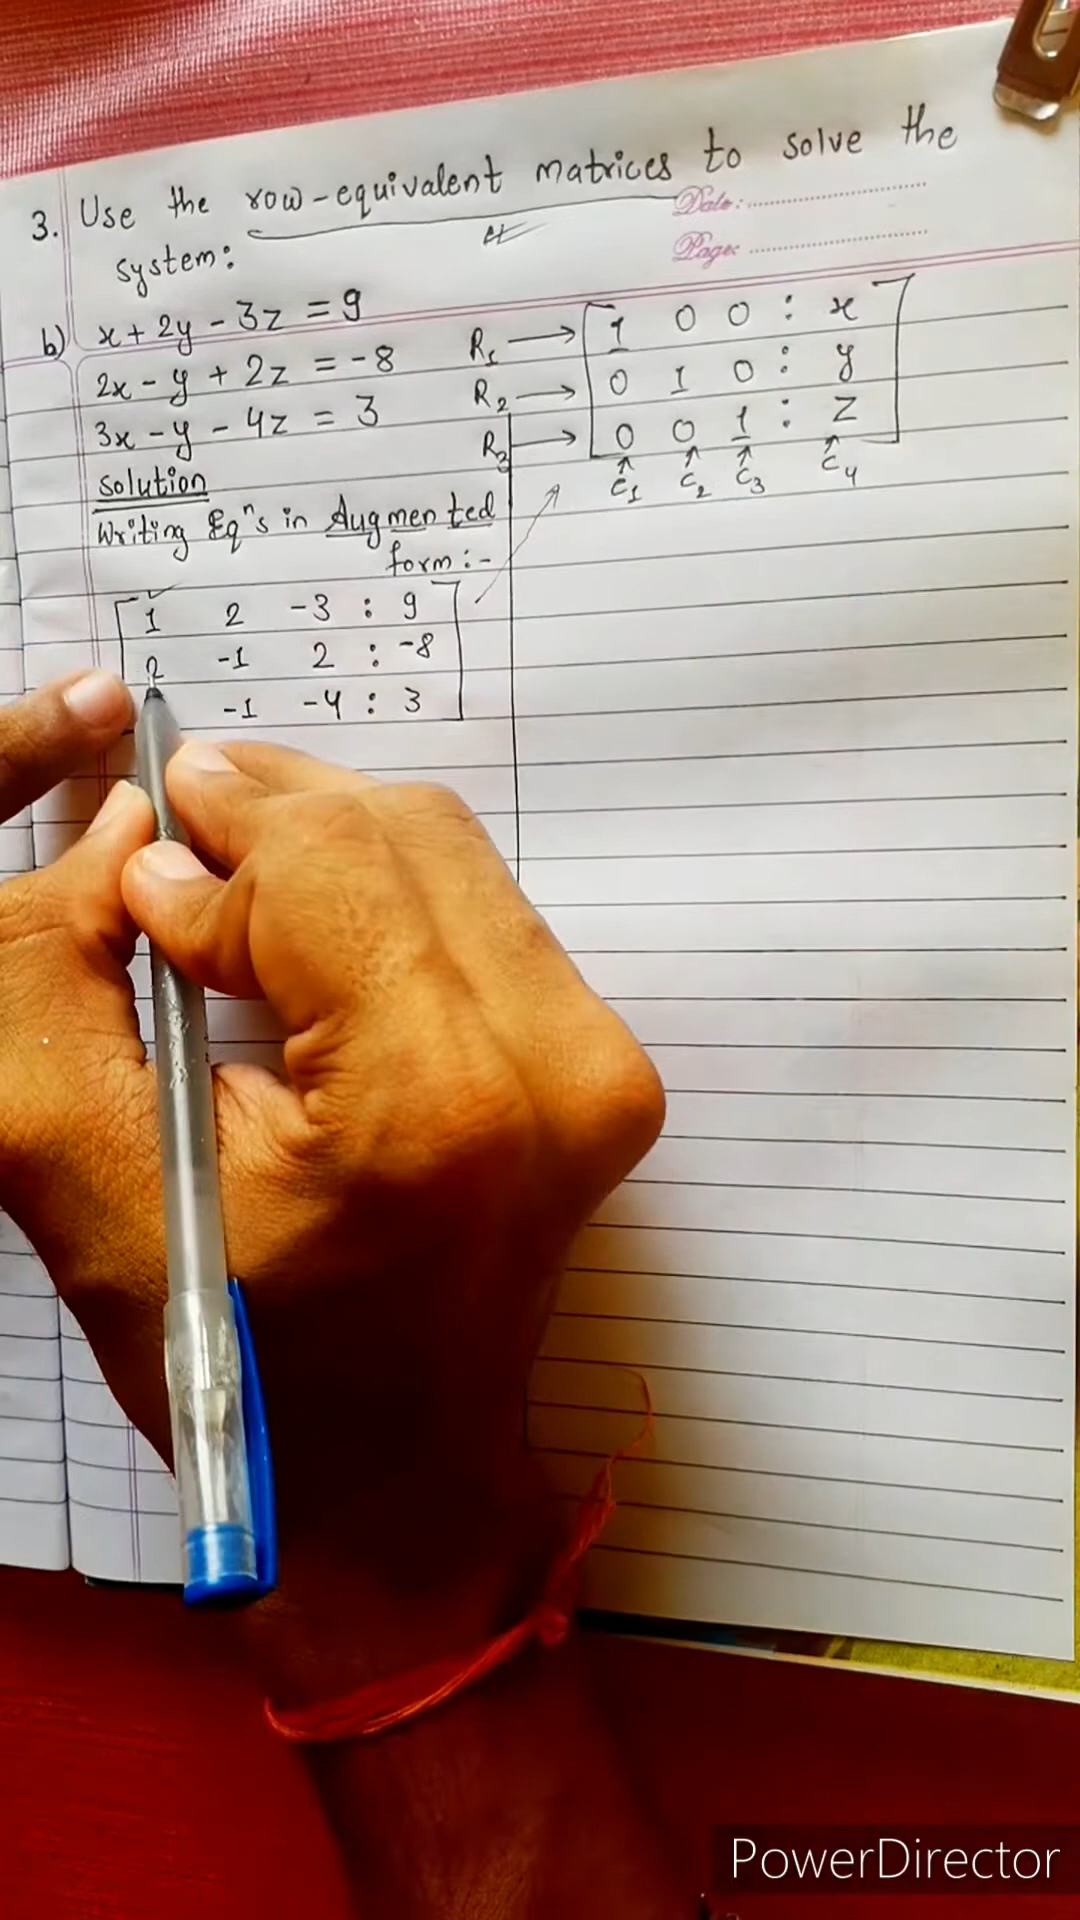 3. Use the row-equivalent matrices to solve the
Date:
system:
Page:
b) x + 2y - 3z = 9
2x - y + 2z = -8
3x - y - 4z = 3
R₁ → [ 1 0 0 : x ]
R₂ → [ 0 1 0 : y ]
R₃ → [ 0 0 1 : z ]
C₁ C₂ C₃ C₄
Solution
Writing Eqⁿs in Augmented
form :-
1 2 -3 : 9
2 -1 2 : -8
-1 -4 : 3
PowerDirector